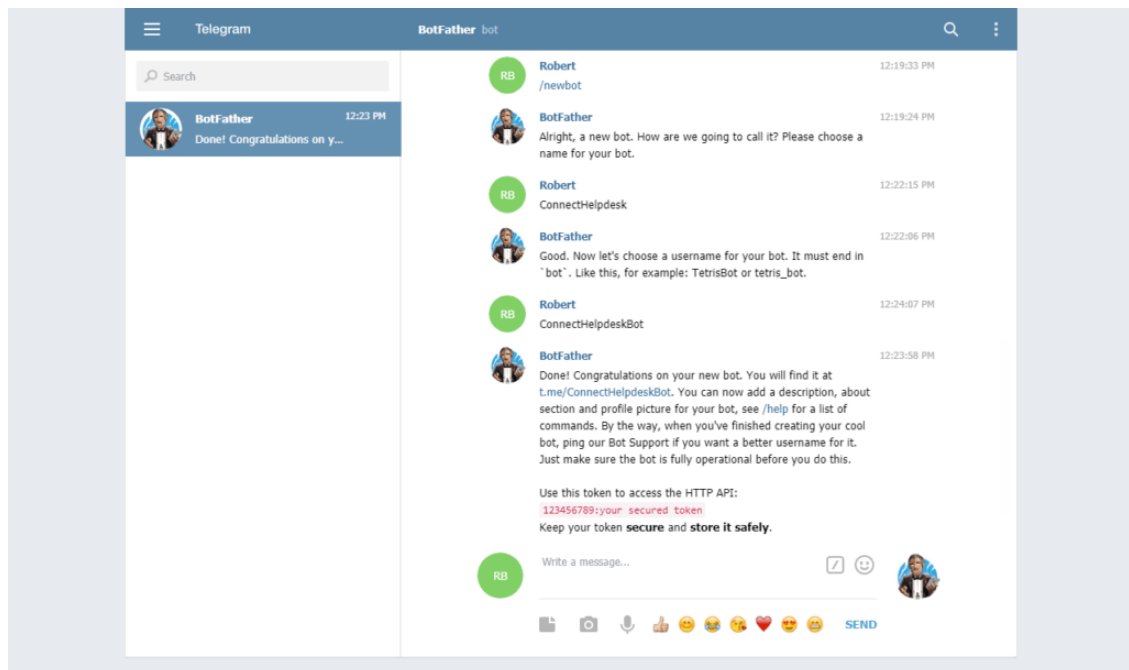 Telegram
BotFather bot
Search
BotFather 12:23 PM
Done! Congratulations on y...
RB
Robert 12:19:33 PM
/newbot
BotFather 12:19:24 PM
Alright, a new bot. How are we going to call it? Please choose a
name for your bot.
RB
Robert 12:22:15 PM
ConnectHelpdesk
BotFather 12:22:06 PM
Good. Now let's choose a username for your bot. It must end in
`bot`. Like this, for example: TetrisBot or tetris_bot.
RB
Robert 12:24:07 PM
ConnectHelpdeskBot
BotFather 12:23:58 PM
Done! Congratulations on your new bot. You will find it at
t.me/ConnectHelpdeskBot. You can now add a description, about
section and profile picture for your bot, see /help for a list of
commands. By the way, when you've finished creating your cool
bot, ping our Bot Support if you want a better username for it.
Just make sure the bot is fully operational before you do this.
Use this token to access the HTTP API:
123456789:your secured token
Keep your token secure and store it safely.
RB
Write a message...
SEND